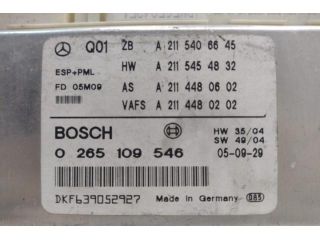 Q01 ZB A 211 540 66 45
HW A 211 545 48 32
ESP+PML
FD 05M09 AS A 211 448 06 02
VAFS A 211 448 02 02
BOSCH HW 35/04
SW 49/04
0 265 109 546 05-09-29
DKF639052927 Made in Germany 985